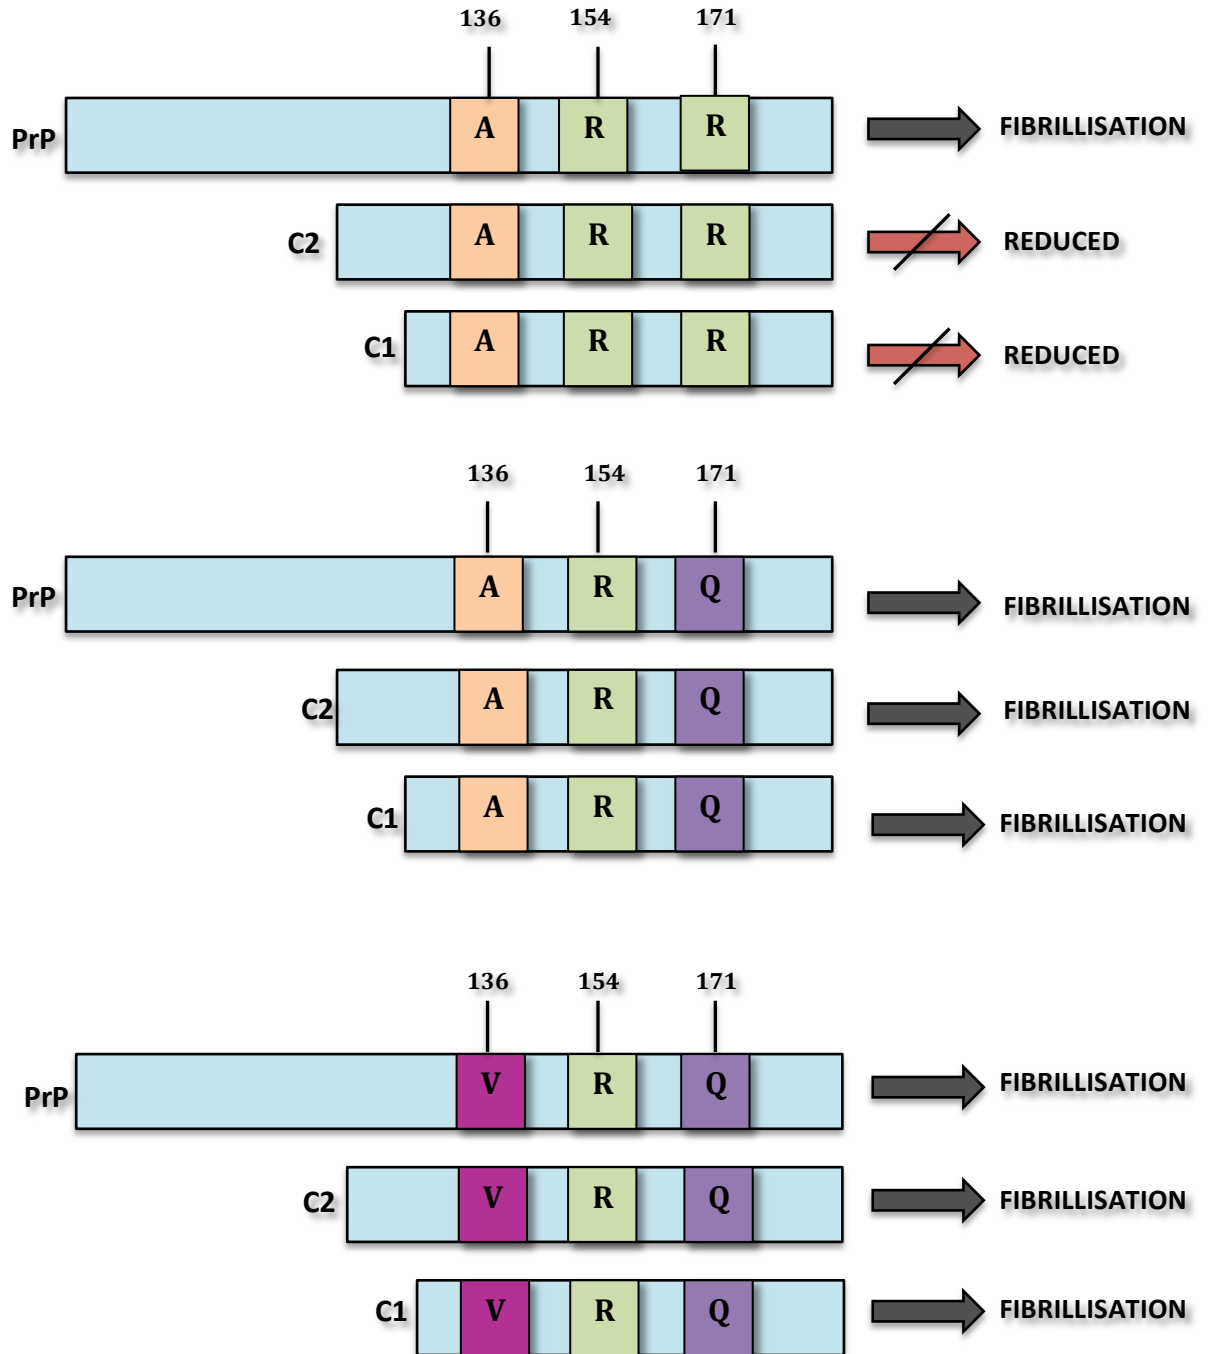 136 154 171
PrP A R R FIBRILLISATION
C2 A R R REDUCED
C1 A R R REDUCED
136 154 171
PrP A R Q FIBRILLISATION
C2 A R Q FIBRILLISATION
C1 A R Q FIBRILLISATION
136 154 171
PrP V R Q FIBRILLISATION
C2 V R Q FIBRILLISATION
C1 V R Q FIBRILLISATION